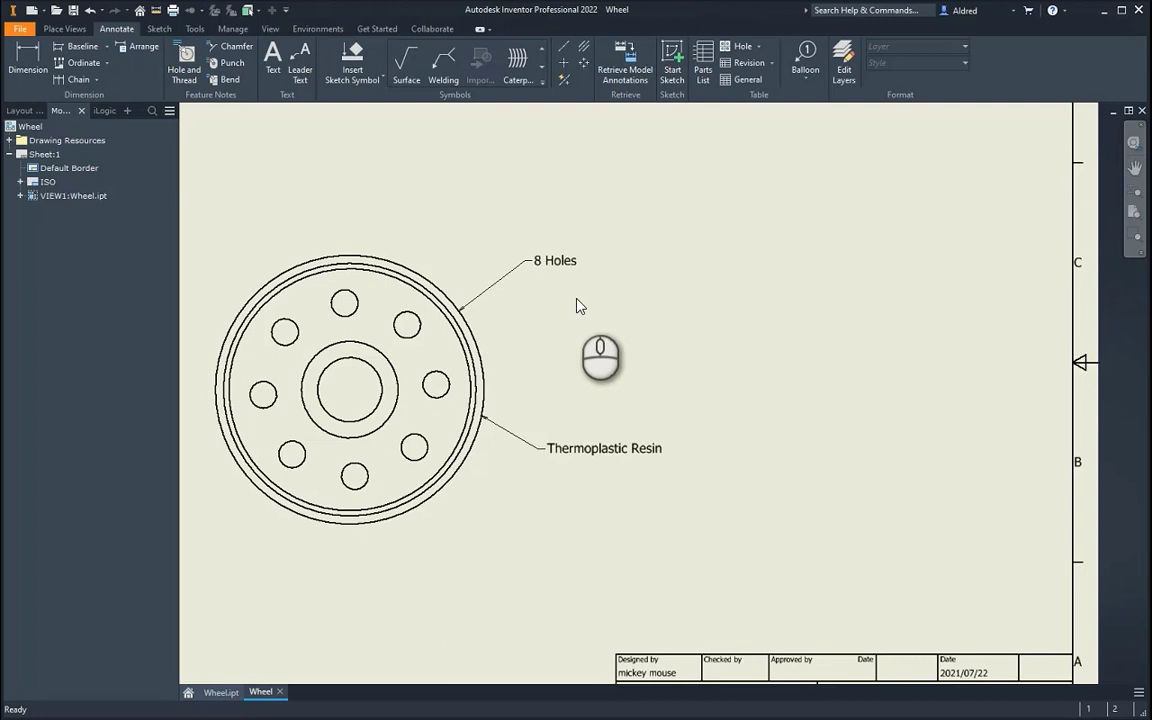 Autodesk Inventor Professional 2022 Wheel
Search Help & Commands...
Aldred
File Place Views Annotate Sketch Tools Manage View Environments Get Started Collaborate
Dimension
Baseline
Ordinate
Chain
Arrange
Dimension
Hole and Thread
Chamfer
Punch
Bend
Feature Notes
Text
Leader Text
Text
Insert Sketch Symbol
Surface
Welding
Impor...
Caterp...
Symbols
Retrieve Model Annotations
Retrieve
Start Sketch
Sketch
Parts List
Hole
Revision
General
Table
Balloon
Edit Layers
Layer
Style
Format
Layout ... Mo... iLogic
Wheel
Drawing Resources
Sheet:1
Default Border
ISO
VIEW1:Wheel.ipt
8 Holes
Thermoplastic Resin
C
B
A
Designed by
mickey mouse
Checked by
Approved by
Date
Date
2021/07/22
Wheel.ipt Wheel
Ready
1 2